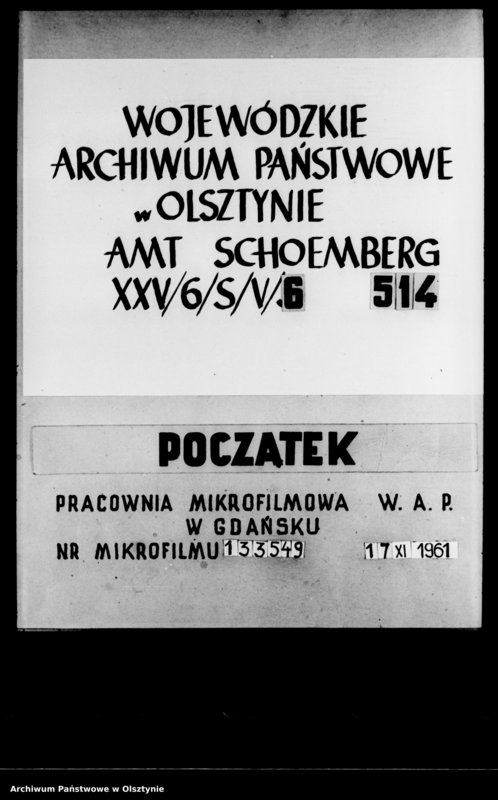 WOJEWÓDZKIE
ARCHIWUM PAŃSTWOWE
w OLSZTYNIE
AMT SCHOEMBERG
XXV/6/S/V/.6 514
POCZĄTEK
PRACOWNIA MIKROFILMOWA W. A. P.
W GDAŃSKU
NR MIKROFILMU 133549 17 XI 1961
Archiwum Państwowe w Olsztynie